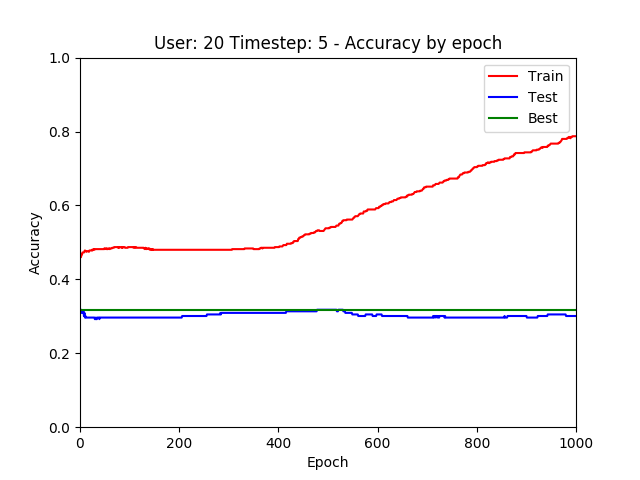 User: 20 Timestep: 5 - Accuracy by epoch
1.0
0.8
0.6
0.4
0.2
0.0
Accuracy
Train
Test
Best
0 200 400 600 800 1000
Epoch